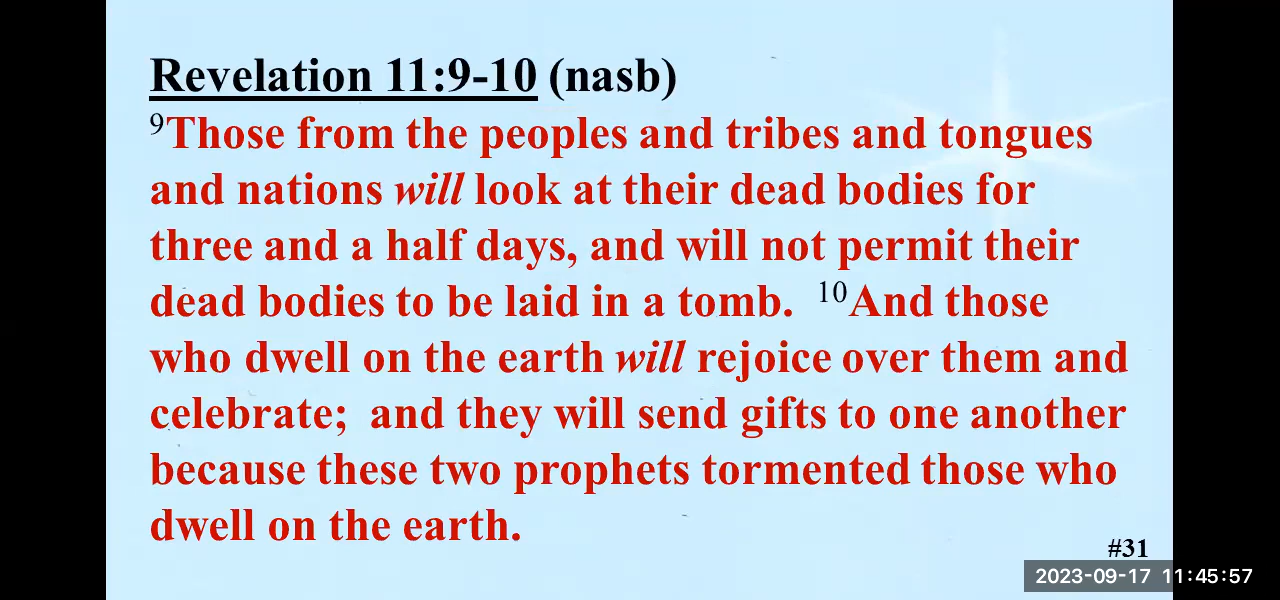 Revelation 11:9-10 (nasb)
9Those from the peoples and tribes and tongues
and nations will look at their dead bodies for
three and a half days, and will not permit their
dead bodies to be laid in a tomb.  10And those
who dwell on the earth will rejoice over them and
celebrate;  and they will send gifts to one another
because these two prophets tormented those who
dwell on the earth.
#31
2023-09-17 11:45:57